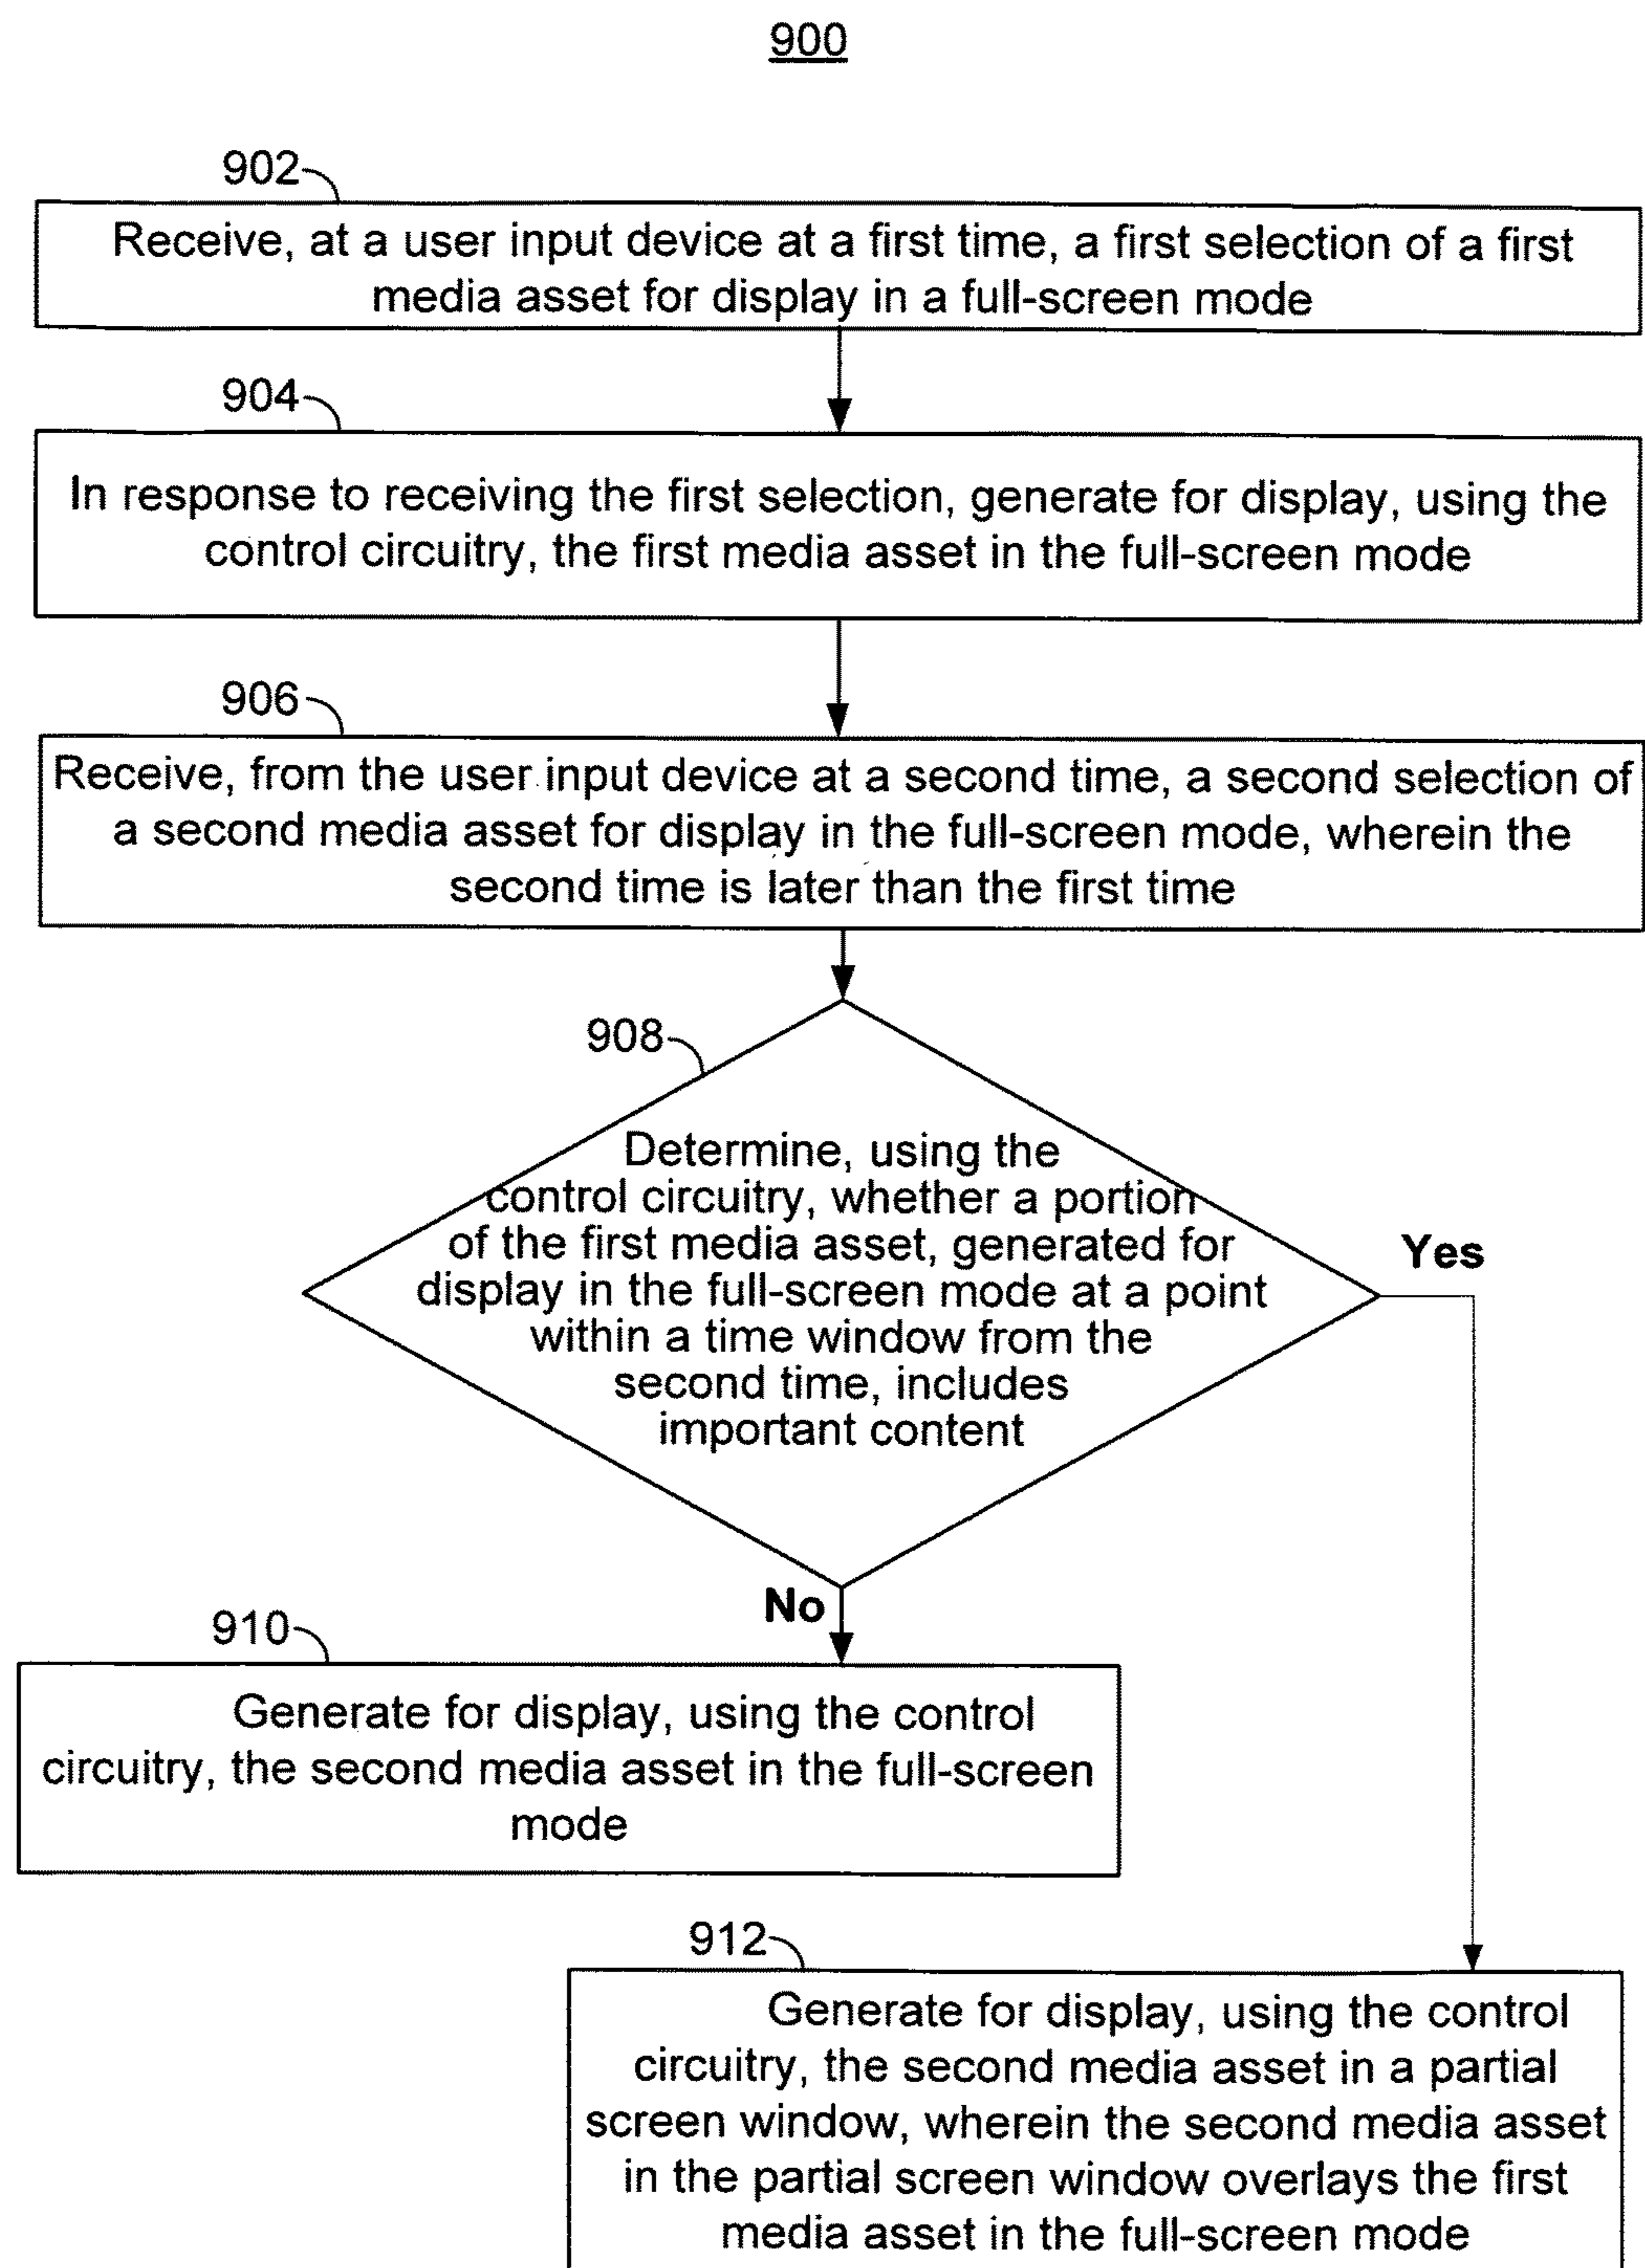 900
902
Receive, at a user input device at a first time, a first selection of a first
media asset for display in a full-screen mode
904
In response to receiving the first selection, generate for display, using the
control circuitry, the first media asset in the full-screen mode
906
Receive, from the user input device at a second time, a second selection of
a second media asset for display in the full-screen mode, wherein the
second time is later than the first time
908
Determine, using the
control circuitry, whether a portion
of the first media asset, generated for
display in the full-screen mode at a point
within a time window from the
second time, includes
important content
Yes
No
910
Generate for display, using the control
circuitry, the second media asset in the full-screen
mode
912
Generate for display, using the control
circuitry, the second media asset in a partial
screen window, wherein the second media asset
in the partial screen window overlays the first
media asset in the full-screen mode